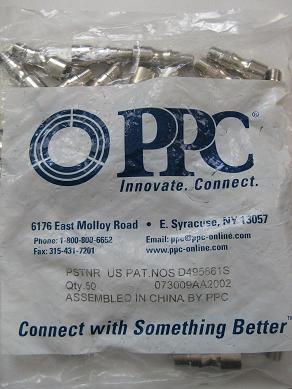 PPC®
Innovate. Connect.
6176 East Molloy Road • E. Syracuse, NY 13057
Phone: 1-800-800-6652 Email: ppc@ppc-online.com
Fax: 315-431-7201 www.ppc-online.com
PSTNR US PAT.NOS D495661S
Qty.50 073009AA2002
ASSEMBLED IN CHINA BY PPC
Connect with Something Better™